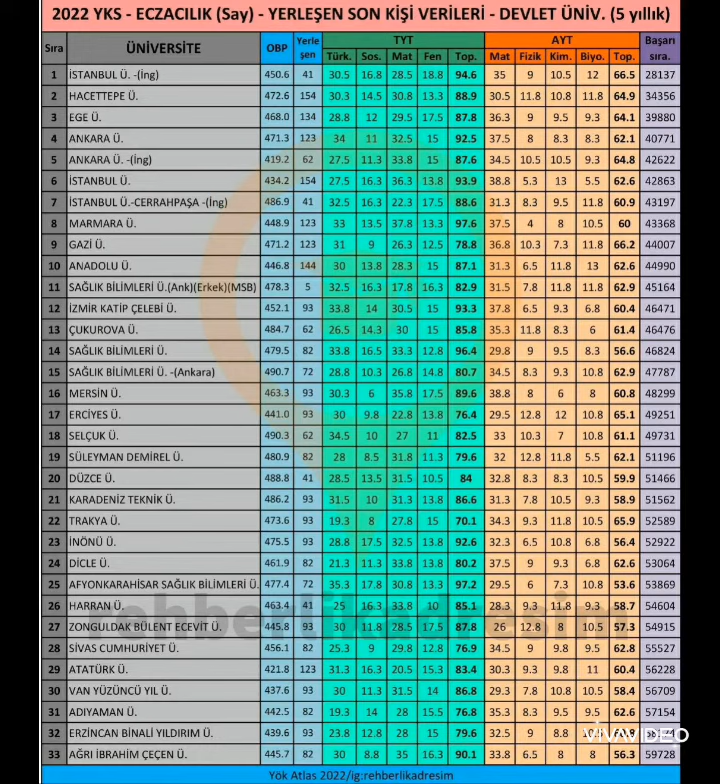 2022 YKS - ECZACILIK (Say) - YERLEŞEN SON KİŞİ VERİLERİ - DEVLET ÜNİV. (5 yıllık)
Sıra ÜNİVERSİTE OBP Yerleşen TYT AYT Başarı sıra.
Türk. Sos. Mat Fen Top. Mat Fizik Kim. Biyo. Top.
1 İSTANBUL Ü. -(İng) 450.6 41 30.5 16.8 28.5 18.8 94.6 35 9 10.5 12 66.5 28137
2 HACETTEPE Ü. 472.6 154 30.3 14.5 30.8 13.3 88.9 30.5 11.8 10.8 11.8 64.9 34356
3 EGE Ü. 468.0 134 28.8 12 29.5 17.5 87.8 36.3 9 9.5 9.3 64.1 39880
4 ANKARA Ü. 471.3 123 34 11 32.5 15 92.5 37.5 8 8.3 8.3 62.1 40771
5 ANKARA Ü. -(İng) 419.2 62 27.5 11.3 33.8 15 87.6 34.5 10.5 10.5 9.3 64.8 42622
6 İSTANBUL Ü. 434.2 154 27.5 16.3 36.3 13.8 93.9 38.8 5.3 13 5.5 62.6 42863
7 İSTANBUL Ü.-CERRAHPAŞA -(İng) 486.9 41 32.5 16.3 22.3 17.5 88.6 31.3 8.3 9.5 11.8 60.9 43197
8 MARMARA Ü. 448.9 123 33 13.5 37.8 13.3 97.6 37.5 4 8 10.5 60 43368
9 GAZİ Ü. 471.2 123 31 9 26.3 12.5 78.8 36.8 10.3 7.3 11.8 66.2 44007
10 ANADOLU Ü. 446.8 144 30 13.8 28.3 15 87.1 31.3 6.5 11.8 13 62.6 44990
11 SAĞLIK BİLİMLERİ Ü.(Ank)(Erkek)(MSB) 478.3 5 32.5 16.3 17.8 16.3 82.9 31.5 7.8 11.8 11.8 62.9 45164
12 İZMİR KATİP ÇELEBİ Ü. 452.1 93 33.8 14 30.5 15 93.3 37.8 6.5 9.3 6.8 60.4 46471
13 ÇUKUROVA Ü. 484.7 62 26.5 14.3 30 15 85.8 35.3 11.8 8.3 6 61.4 46476
14 SAĞLIK BİLİMLERİ Ü. 479.5 82 33.8 16.5 33.3 12.8 96.4 29.8 9 9.5 8.3 56.6 46824
15 SAĞLIK BİLİMLERİ Ü. -(Ankara) 490.7 72 28.8 10.3 26.8 14.8 80.7 34.5 8.3 9.3 10.8 62.9 47787
16 MERSİN Ü. 463.3 93 30.3 6 35.8 17.5 89.6 38.8 8 6 8 60.8 48299
17 ERCİYES Ü. 441.0 93 30 9.8 22.8 13.8 76.4 29.5 12.8 12 10.8 65.1 49251
18 SELÇUK Ü. 490.3 62 34.5 10 27 11 82.5 33 10.3 7 10.8 61.1 49731
19 SÜLEYMAN DEMİREL Ü. 480.9 82 28 8.5 31.8 11.3 79.6 32 12.8 11.8 5.5 62.1 51196
20 DÜZCE Ü. 488.8 41 28.5 13.5 31.5 10.5 84 32.8 8.3 8.3 10.5 59.9 51466
21 KARADENİZ TEKNİK Ü. 486.2 93 31.5 10 31.3 13.8 86.6 31.3 7.8 10.5 9.3 58.9 51562
22 TRAKYA Ü. 473.6 93 19.3 8 27.8 15 70.1 34.3 9.3 11.8 10.5 65.9 52589
23 İNÖNÜ Ü. 475.5 93 28.8 17.5 32.5 13.8 92.6 32.3 6.5 10.8 6.8 56.4 52922
24 DİCLE Ü. 461.9 82 21.3 11.3 33.8 13.8 80.2 37.5 9 9.3 6.8 62.6 53064
25 AFYONKARAHİSAR SAĞLIK BİLİMLERİ Ü. 477.4 72 35.3 17.8 30.8 13.3 97.2 29.5 6 7.3 10.8 53.6 53869
26 HARRAN Ü. 463.4 41 25 16.3 33.8 10 85.1 28.3 9.3 11.8 9.3 58.7 54604
27 ZONGULDAK BÜLENT ECEVİT Ü. 445.8 93 30 11.8 28.5 17.5 87.8 26 12.8 8 10.5 57.3 54915
28 SİVAS CUMHURİYET Ü. 456.1 82 25.3 9 29.8 12.8 76.9 34.5 9 9.5 9.8 62.8 55527
29 ATATÜRK Ü. 421.8 123 31.3 16.3 20.5 15.3 83.4 30.3 9.3 9.8 11 60.4 56228
30 VAN YÜZÜNCÜ YIL Ü. 437.6 93 30 11.3 31.5 14 86.8 29.3 7.8 10.8 10.5 58.4 56709
31 ADIYAMAN Ü. 442.5 82 19.3 14 28 15.5 76.8 35.3 8.3 9.5 9.5 62.6 57154
32 ERZİNCAN BİNALİ YILDIRIM Ü. 439.6 93 23.8 12.8 28 15 79.6 32.5 9 8.8
33 AĞRI İBRAHİM ÇEÇEN Ü. 445.7 82 30 8.8 35 16.3 90.1 33.8 6.5 8 8 56.3 59728
Yök Atlas 2022/ig:rehberlikadresim
rehberlikadresim
VİVAVİDEO